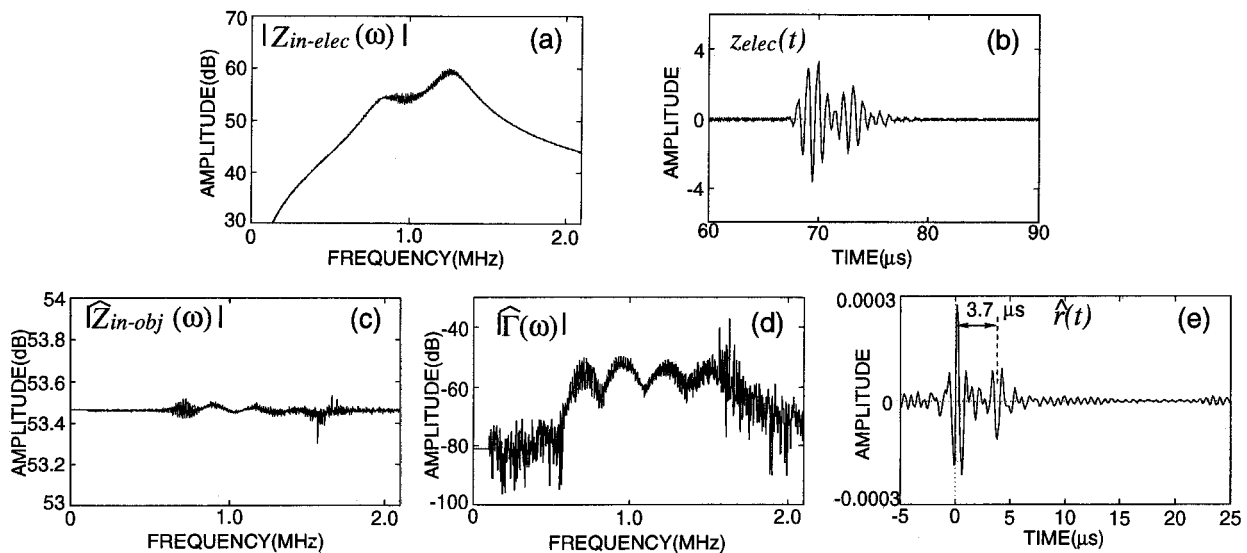 |Z_in-elec (ω)|
(a)
AMPLITUDE(dB)
70
60
50
40
30
0
1.0
2.0
FREQUENCY(MHz)
z_elec(t)
(b)
AMPLITUDE
4
0
-4
60
70
80
90
TIME(μs)
|Ẑ_in-obj (ω)|
(c)
AMPLITUDE(dB)
54
53.8
53.6
53.4
53.2
53
0
1.0
2.0
FREQUENCY(MHz)
|Γ̂(ω)|
(d)
AMPLITUDE(dB)
-40
-60
-80
-100
0
1.0
2.0
FREQUENCY(MHz)
3.7 μs
r̂(t)
(e)
AMPLITUDE
0.0003
0
-0.0003
-5
0
5
10
15
20
25
TIME(μs)